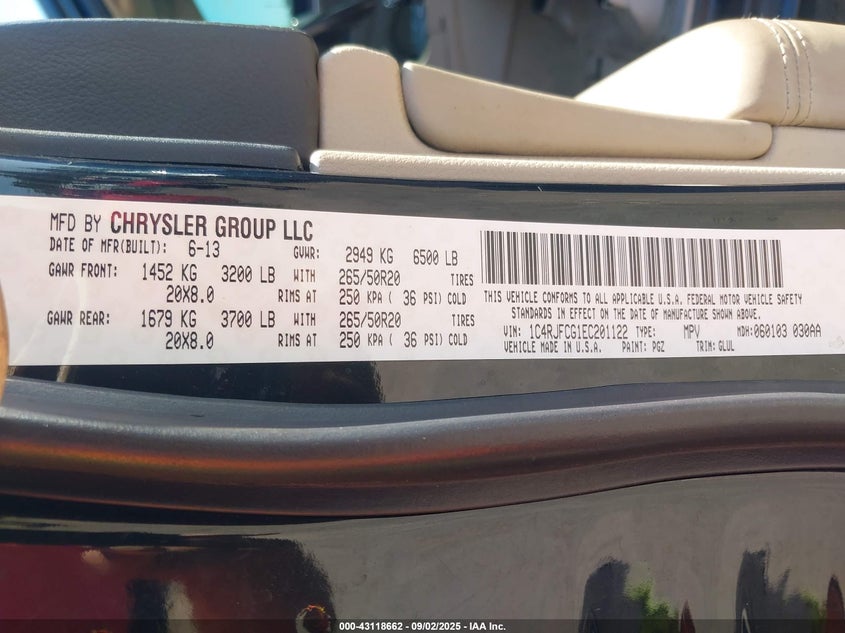 MFD BY CHRYSLER GROUP LLC
DATE OF MFR(BUILT): 6-13 GVWR: 2949 KG 6500 LB
GAWR FRONT: 1452 KG 3200 LB WITH 265/50R20 TIRES
20X8.0 RIMS AT 250 KPA ( 36 PSI) COLD
GAWR REAR: 1679 KG 3700 LB WITH 265/50R20 TIRES
20X8.0 RIMS AT 250 KPA ( 36 PSI) COLD
THIS VEHICLE CONFORMS TO ALL APPLICABLE U.S.A. FEDERAL MOTOR VEHICLE SAFETY
STANDARDS IN EFFECT ON THE DATE OF MANUFACTURE SHOWN ABOVE.
VIN: 1C4RJFCG1EC201122 TYPE: MPV MDH:060103 030AA
VEHICLE MADE IN U.S.A. PAINT: PGZ TRIM: GLUL
000-43118662 - 09/02/2025 - IAA Inc.